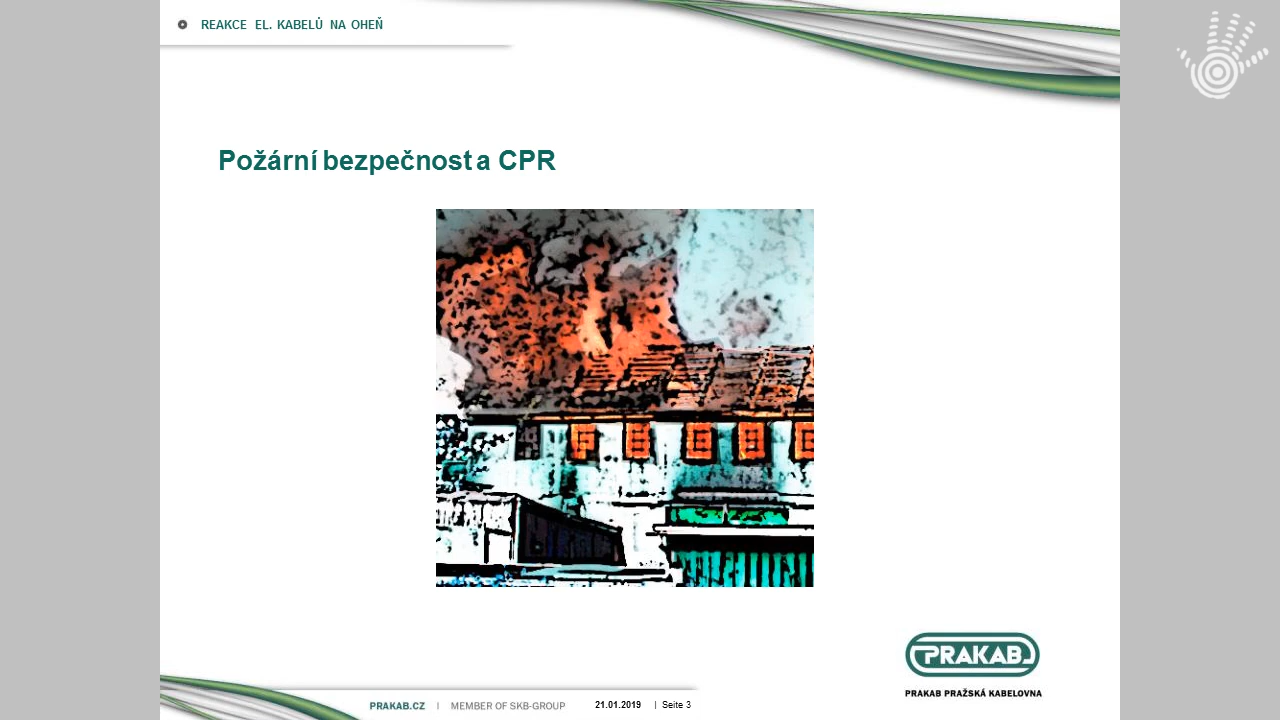 REAKCE EL. KABELŮ NA OHEŇ
Požární bezpečnost a CPR
PRAKAB
PRAKAB PRAŽSKÁ KABELOVNA
PRAKAB.CZ | MEMBER OF SKB-GROUP 21.01.2019 | Seite 3